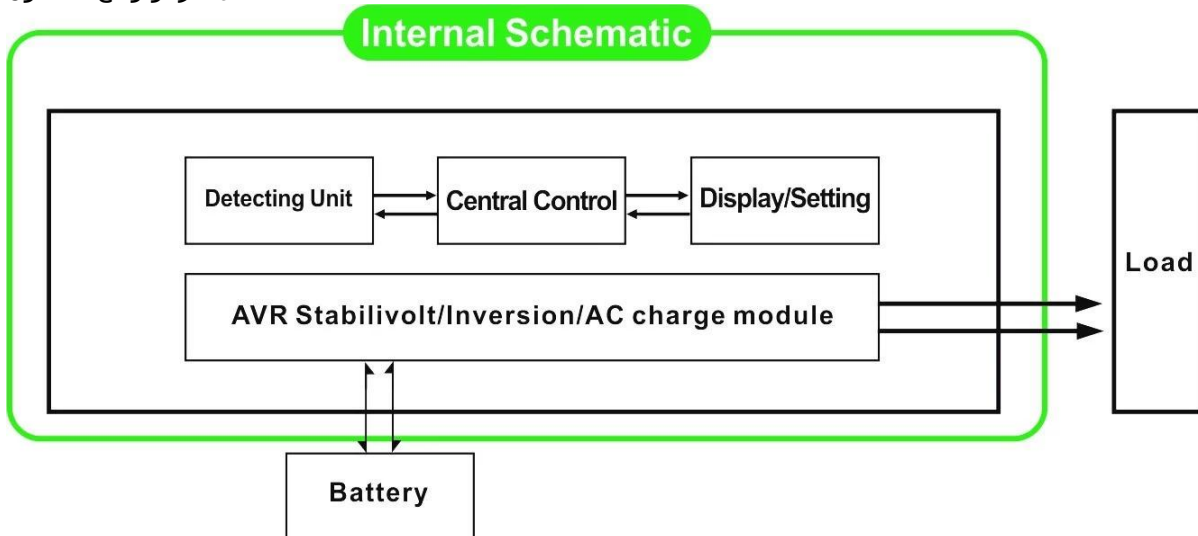 Internal Schematic
Detecting Unit
Central Control
Display/Setting
Load
AVR Stabilivolt/Inversion/AC charge module
Battery